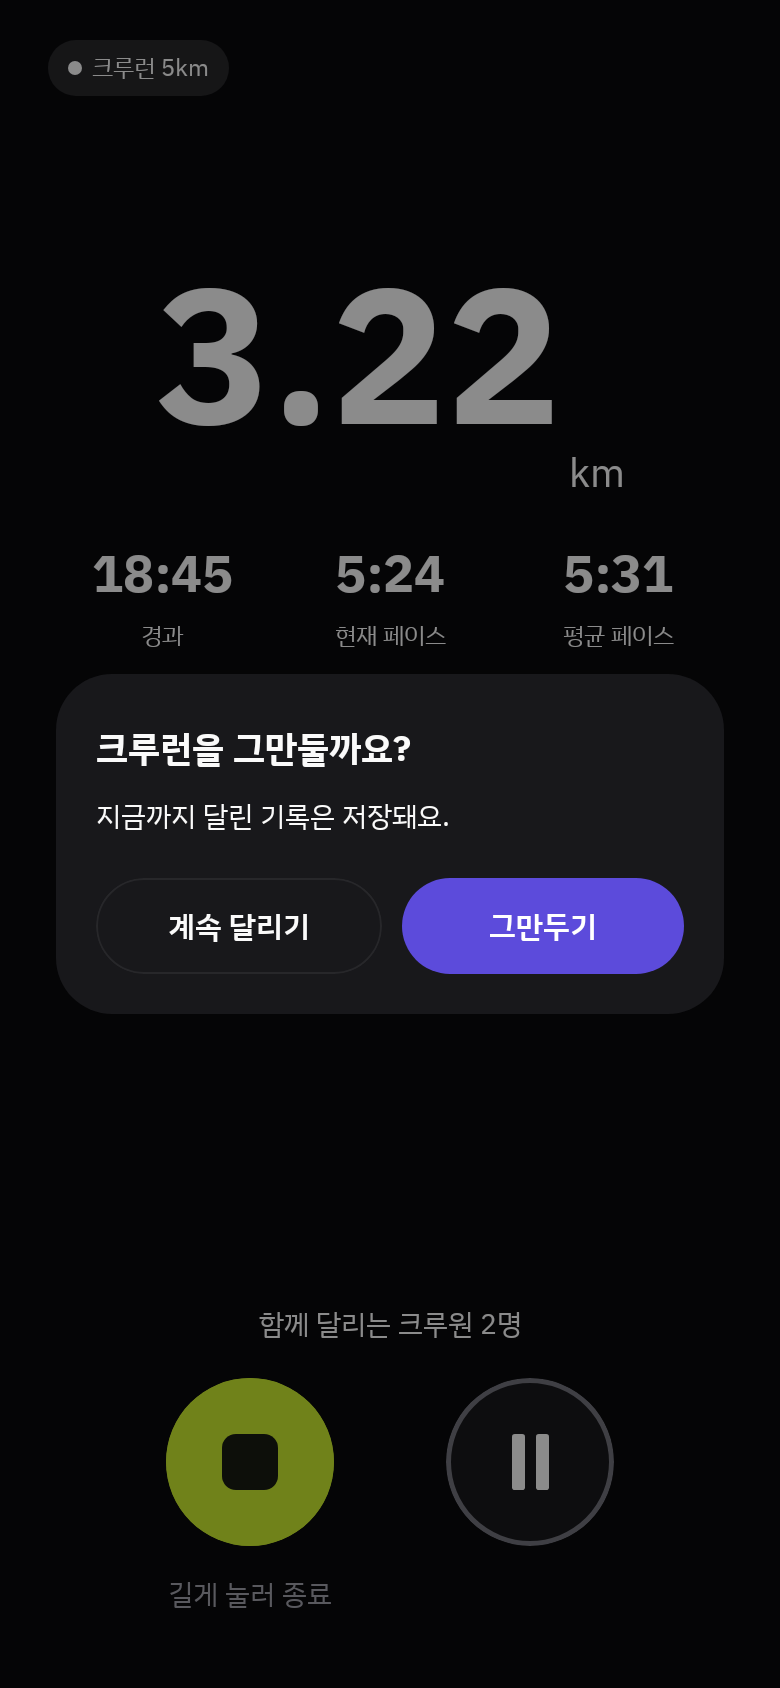 크루런 5km
3.22
km
18:45 5:24 5:31
경과 현재 페이스 평균 페이스
크루런을 그만둘까요?
지금까지 달린 기록은 저장돼요.
계속 달리기 그만두기
함께 달리는 크루원 2명
길게 눌러 종료